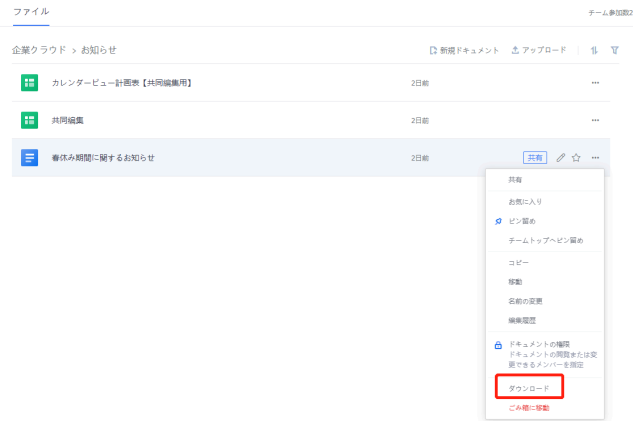 ファイル
チーム参加数2
企業クラウド > お知らせ
新規ドキュメント アップロード
カレンダービュー計画表【共同編集用】 2日前 ...
共同編集 2日前 ...
春休み期間に関するお知らせ 2日前 共有 ...
共有
お気に入り
ピン留め
チームトップへピン留め
コピー
移動
名前の変更
編集履歴
ドキュメントの権限
ドキュメントの閲覧または変
更できるメンバーを指定
ダウンロード
ごみ箱に移動